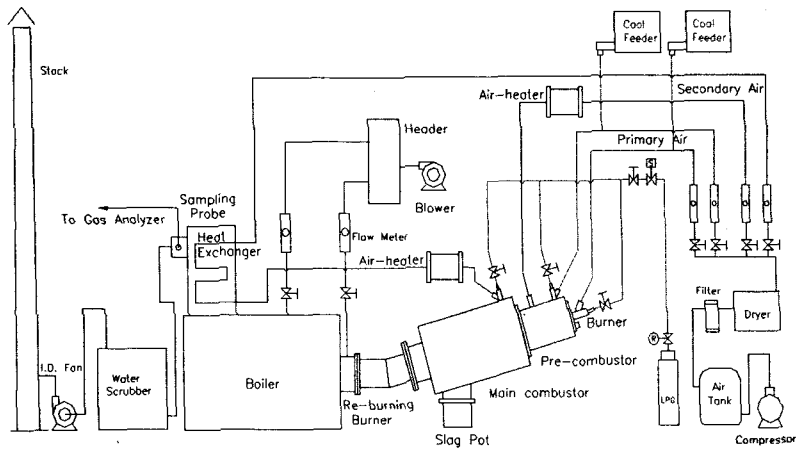 Stack
Coal
Feeder
Coal
Feeder
Air-heater
Secondary Air
Header
Primary Air
S
Blower
Sampling
Probe
To Gas Analyzer
Heat
Exchanger
Flow Meter
Air-heater
Filter
Dryer
Burner
R
Pre-combustor
I.D. Fan
Water
Scrubber
Boiler
Main combustor
Re-burning
Burner
LPG
Air
Tank
Slag Pot
Compressor